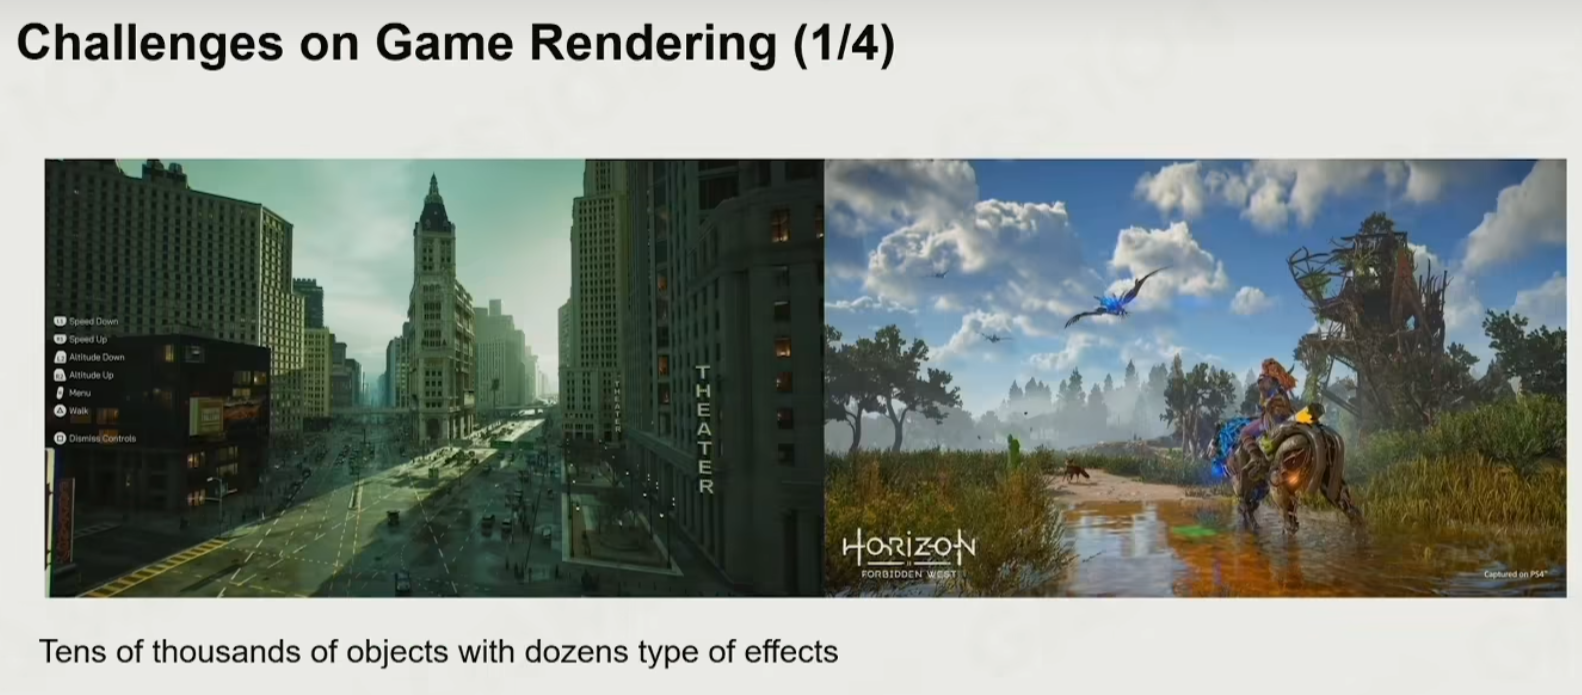 Challenges on Game Rendering (1/4)
Speed Down
Speed Up
Altitude Down
Altitude Up
Menu
Walk
Dismiss Controls
THEATER
THEATER
HORIZON
FORBIDDEN WEST
Captured on PS4™
Tens of thousands of objects with dozens type of effects